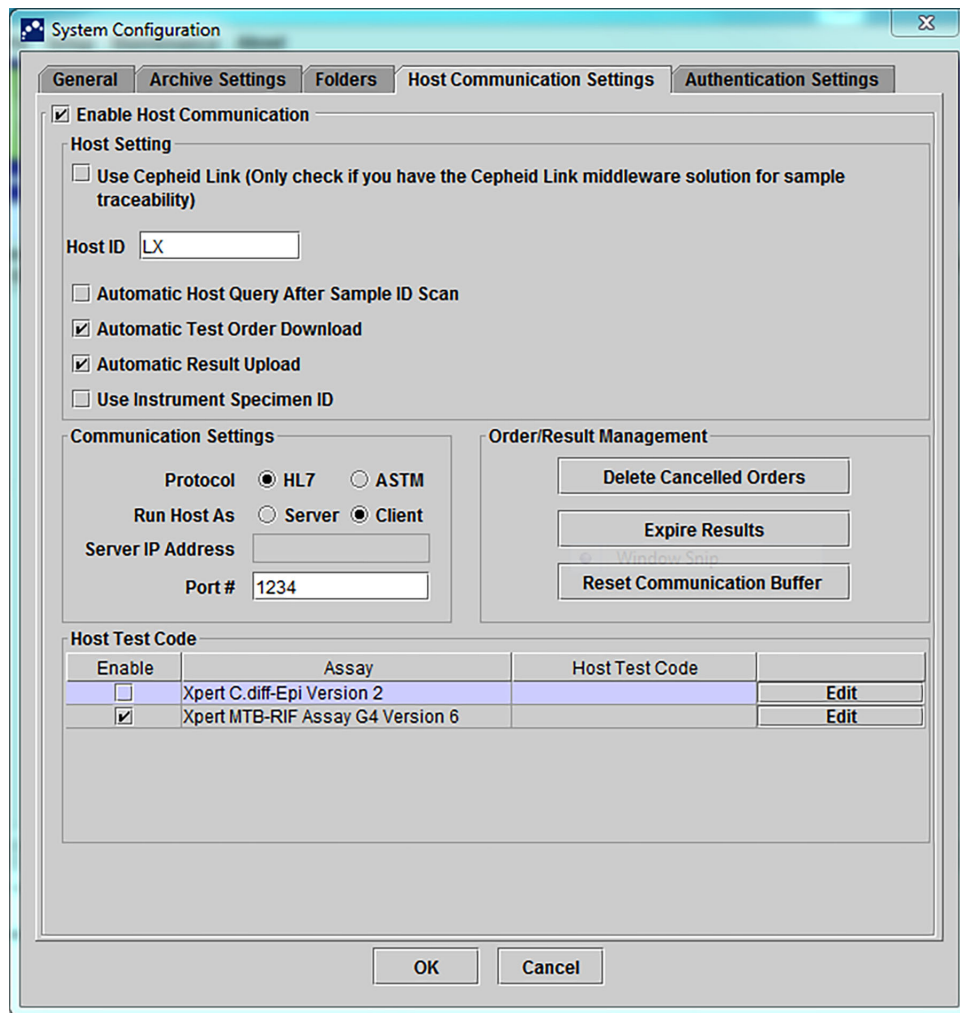 System Configuration
General Archive Settings Folders Host Communication Settings Authentication Settings
Enable Host Communication
Host Setting
Use Cepheid Link (Only check if you have the Cepheid Link middleware solution for sample
traceability)
Host ID LX
Automatic Host Query After Sample ID Scan
Automatic Test Order Download
Automatic Result Upload
Use Instrument Specimen ID
Communication Settings
Protocol HL7 ASTM
Run Host As Server Client
Server IP Address
Port # 1234
Order/Result Management
Delete Cancelled Orders
Expire Results
Window Snip
Reset Communication Buffer
Host Test Code
Enable Assay Host Test Code
Xpert C.diff-Epi Version 2 Edit
Xpert MTB-RIF Assay G4 Version 6 Edit
OK Cancel